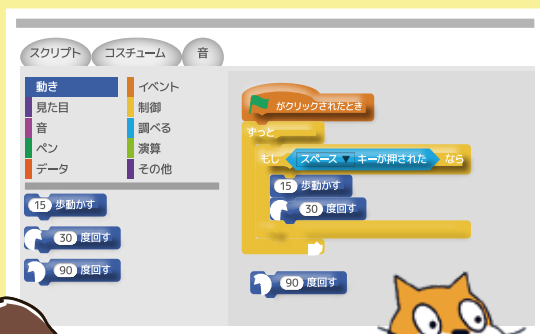 スクリプト コスチューム 音
動き イベント
見た目 制御
音 調べる
ペン 演算
データ その他
15 歩動かす
30 度回す
90 度回す
がクリックされたとき
ずっと
もし スペース ▼ キーが押された なら
15 歩動かす
30 度回す
90 度回す